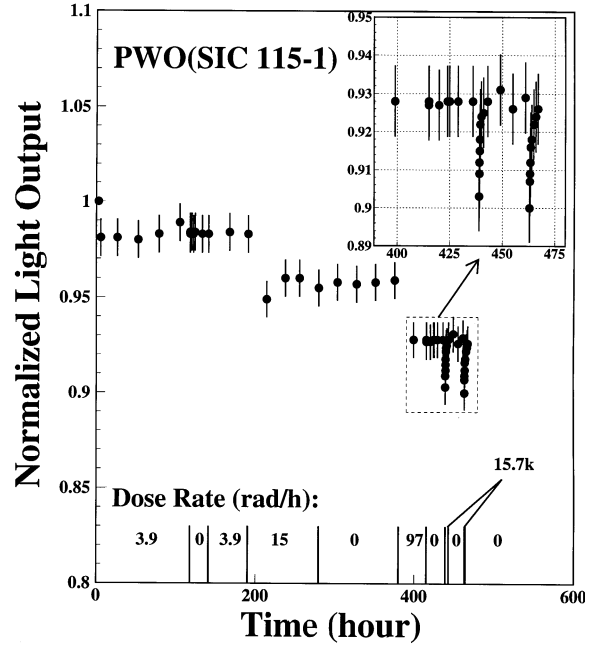 Normalized Light Output
1.1
1.05
1
0.95
0.9
0.85
0.8
PWO(SIC 115-1)
0.95
0.94
0.93
0.92
0.91
0.9
0.89
400 425 450 475
15.7k
Dose Rate (rad/h):
3.9 0 3.9 15 0 97 0 0 0
0 200 400 600
Time (hour)